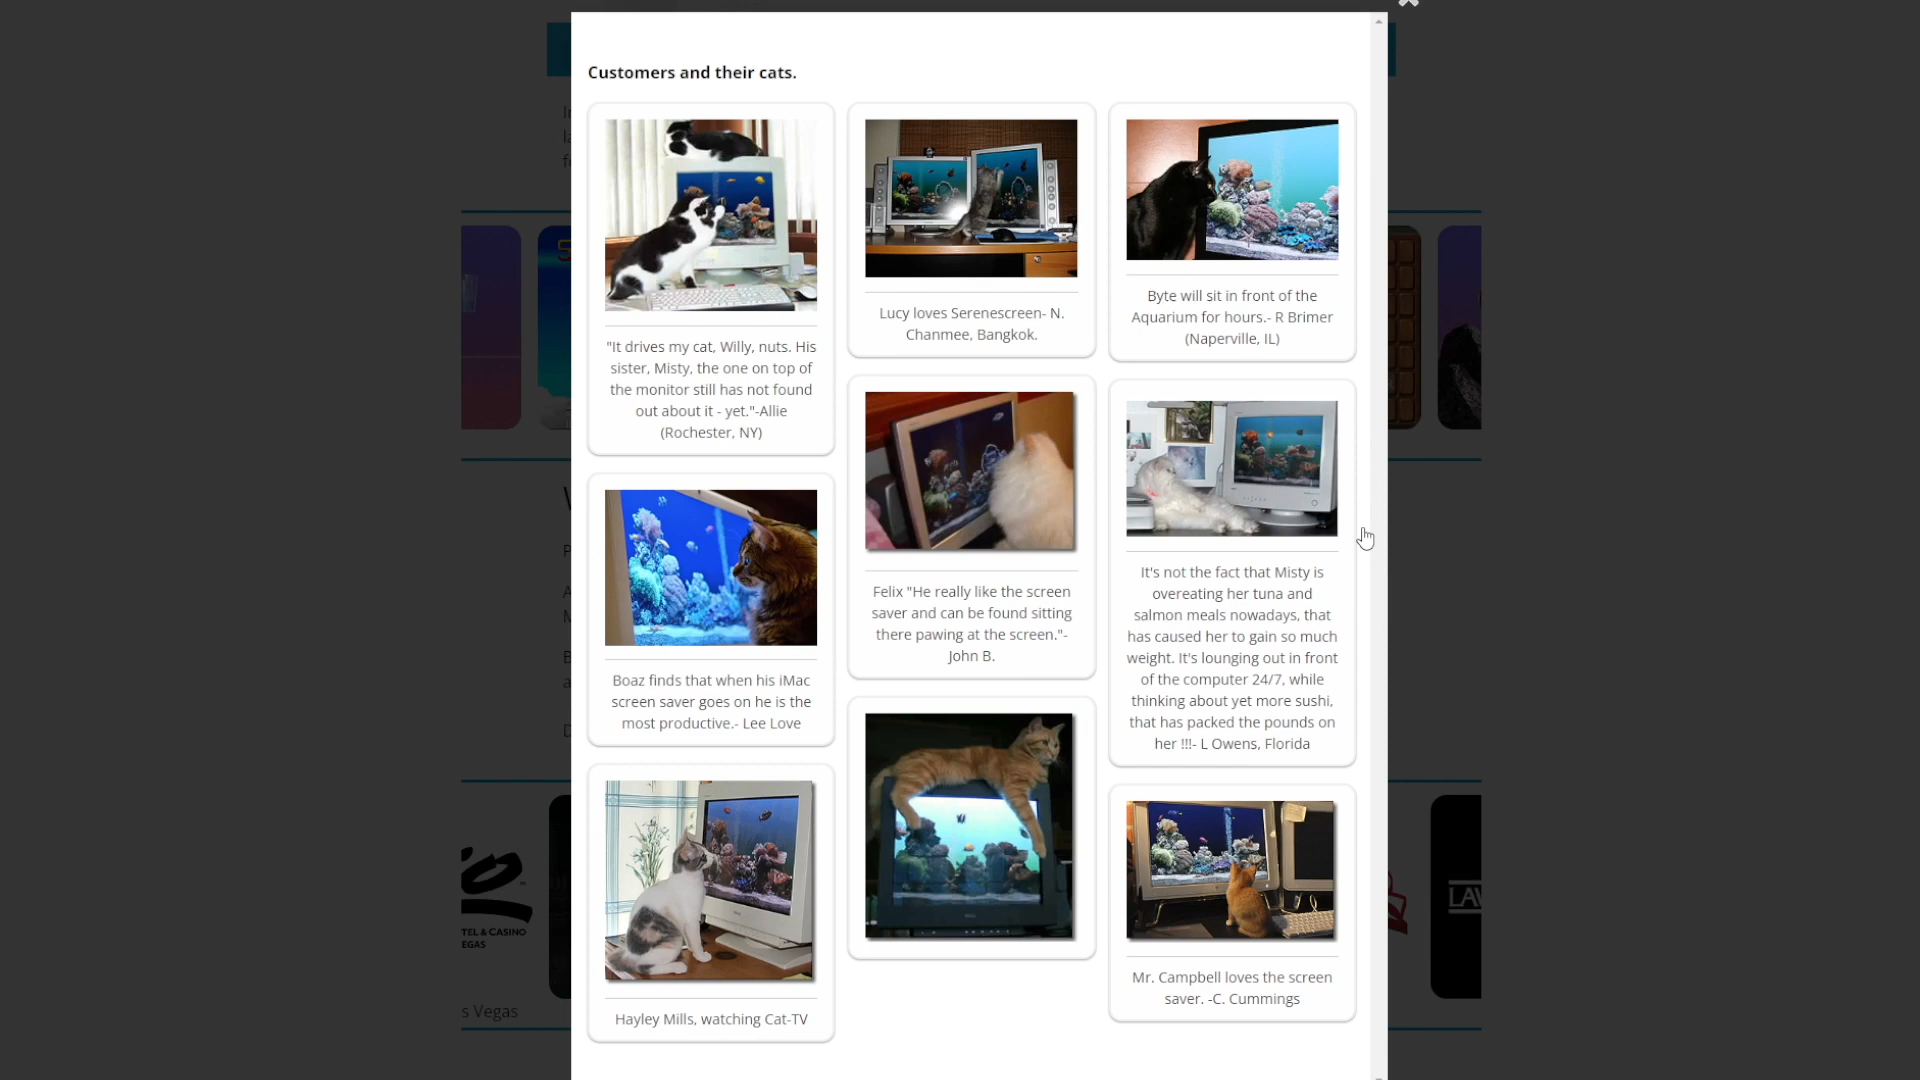 Customers and their cats.
"It drives my cat, Willy, nuts. His
sister, Misty, the one on top of
the monitor still has not found
out about it - yet."-Allie
(Rochester, NY)
Boaz finds that when his iMac
screen saver goes on he is the
most productive.- Lee Love
Hayley Mills, watching Cat-TV
Lucy loves Serenescreen- N.
Chanmee, Bangkok.
Felix "He really like the screen
saver and can be found sitting
there pawing at the screen."-
John B.
Byte will sit in front of the
Aquarium for hours.- R Brimer
(Naperville, IL)
It's not the fact that Misty is
overeating her tuna and
salmon meals nowadays, that
has caused her to gain so much
weight. It's lounging out in front
of the computer 24/7, while
thinking about yet more sushi,
that has packed the pounds on
her !!!- L Owens, Florida
Mr. Campbell loves the screen
saver. -C. Cummings
TEL & CASINO
EGAS
s Vegas
LAV